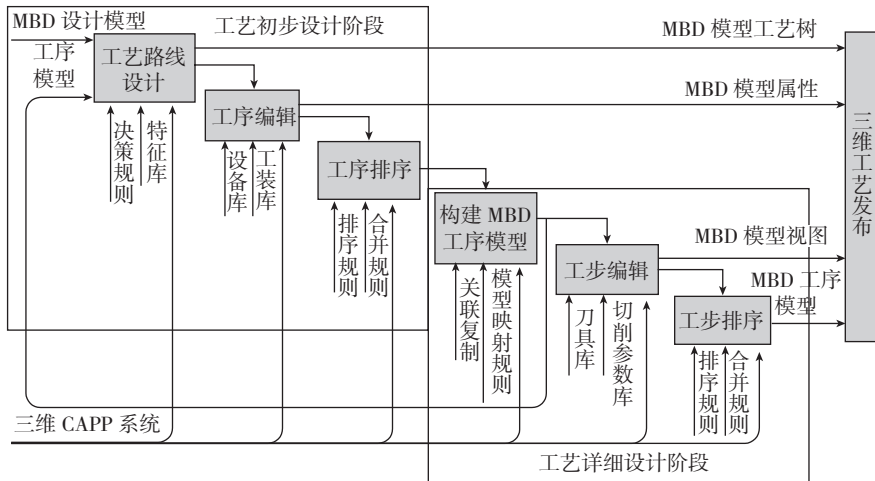 MBD 设计模型
工艺初步设计阶段
MBD 模型工艺树
工序
模型
工艺路线
设计
MBD 模型属性
工序编辑
决策规则
特征库
三维工艺发布
工序排序
设备库
工装库
构建 MBD
工序模型
排序规则
合并规则
MBD 模型视图
工步编辑
MBD 工序
模型
关联复制
模型映射规则
工步排序
刀具库
切削参数库
排序规则
合并规则
三维 CAPP 系统
工艺详细设计阶段